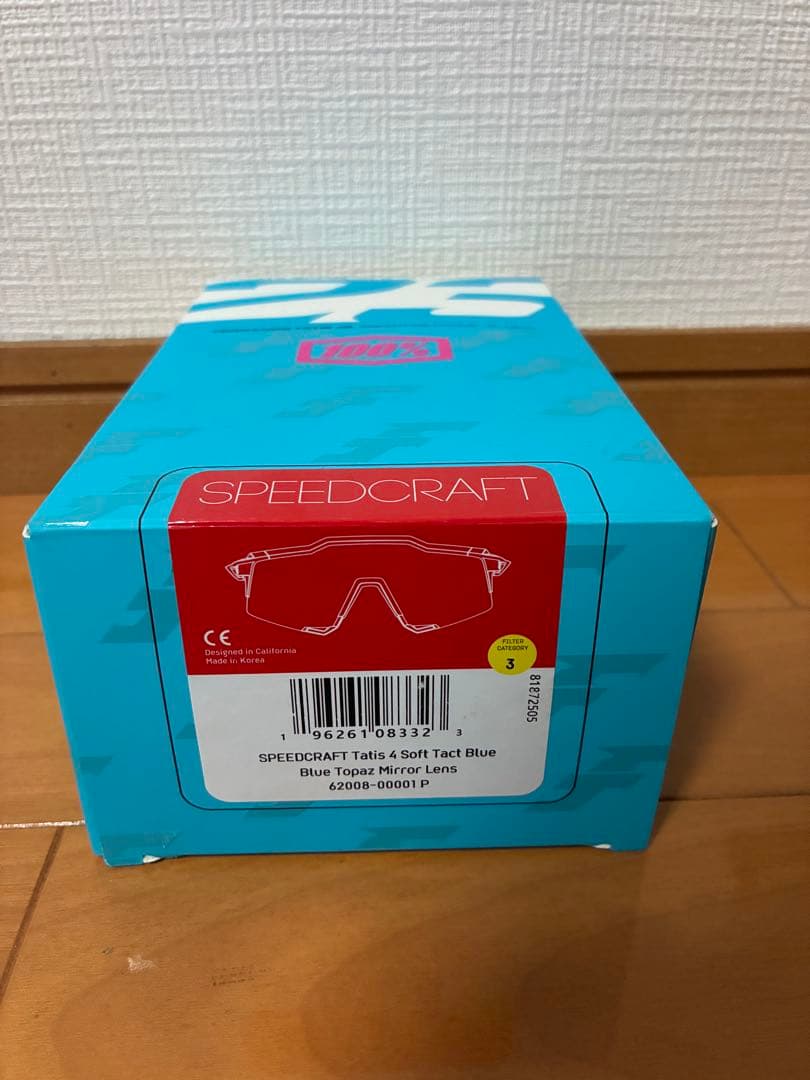 100%
SPEEDCRAFT
CE
Designed in California
Made in Korea
FILTER
CATEGORY
3
81872505
1 96261 08332 3
SPEEDCRAFT Tatis 4 Soft Tact Blue
Blue Topaz Mirror Lens
62008-00001 P